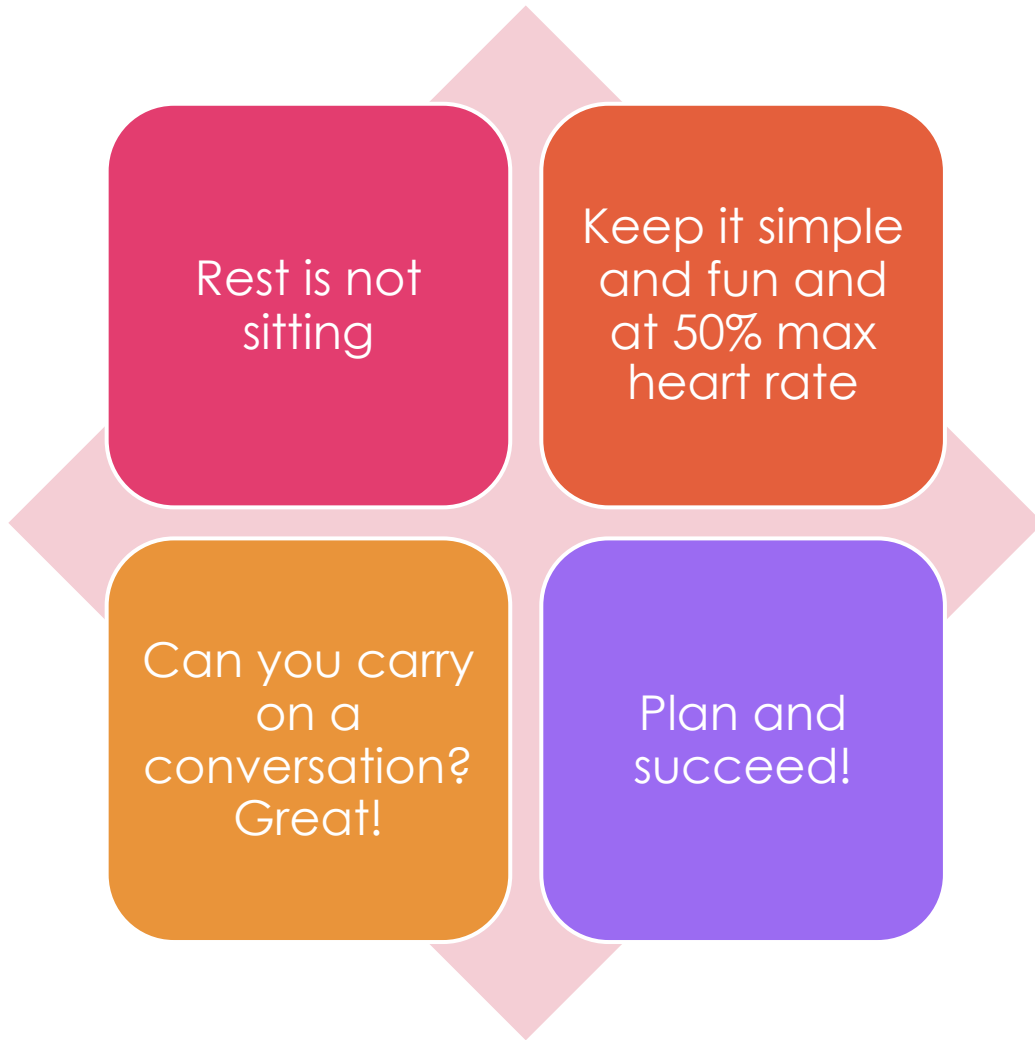 Rest is not
sitting
Keep it simple
and fun and
at 50% max
heart rate
Can you carry
on a
conversation?
Great!
Plan and
succeed!